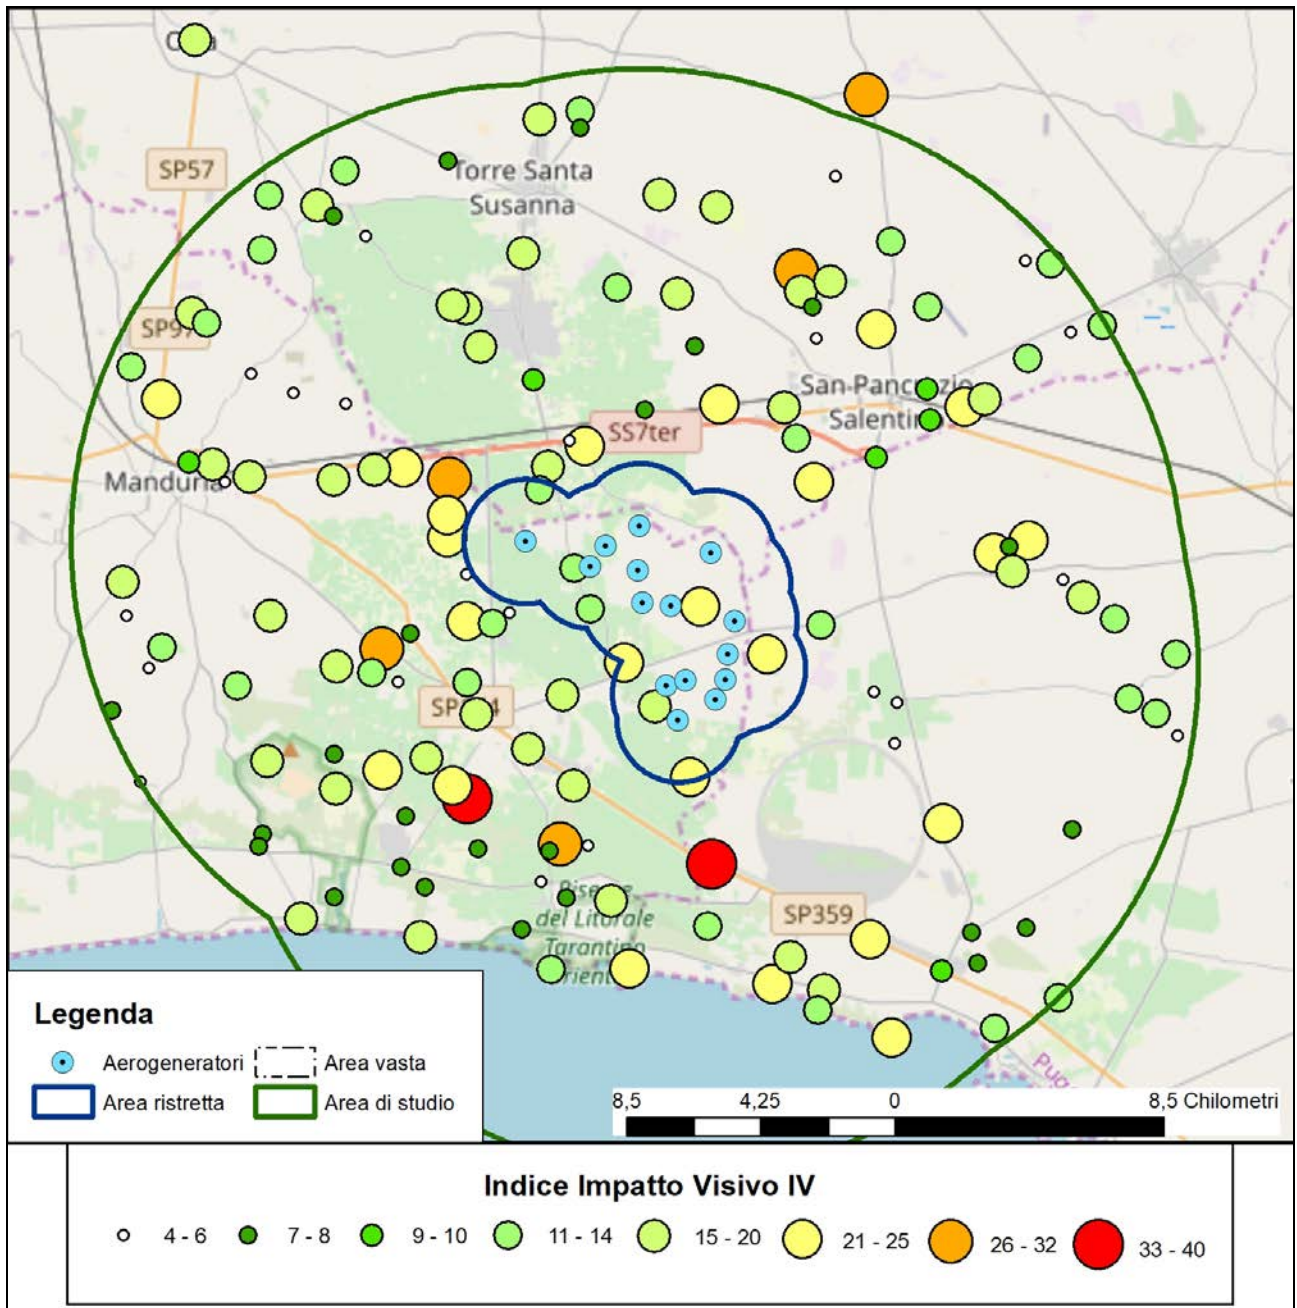 SP57
Torre Santa
Susanna
SP97
San Pancrazio
Salentino
SS7ter
Manduria
del Litorale
Tarantino
SP359
Legenda
Aerogeneratori
Area vasta
Area ristretta
Area di studio
8,5 4,25 0 8,5 Chilometri
Indice Impatto Visivo IV
4 - 6
7 - 8
9 - 10
11 - 14
15 - 20
21 - 25
26 - 32
33 - 40